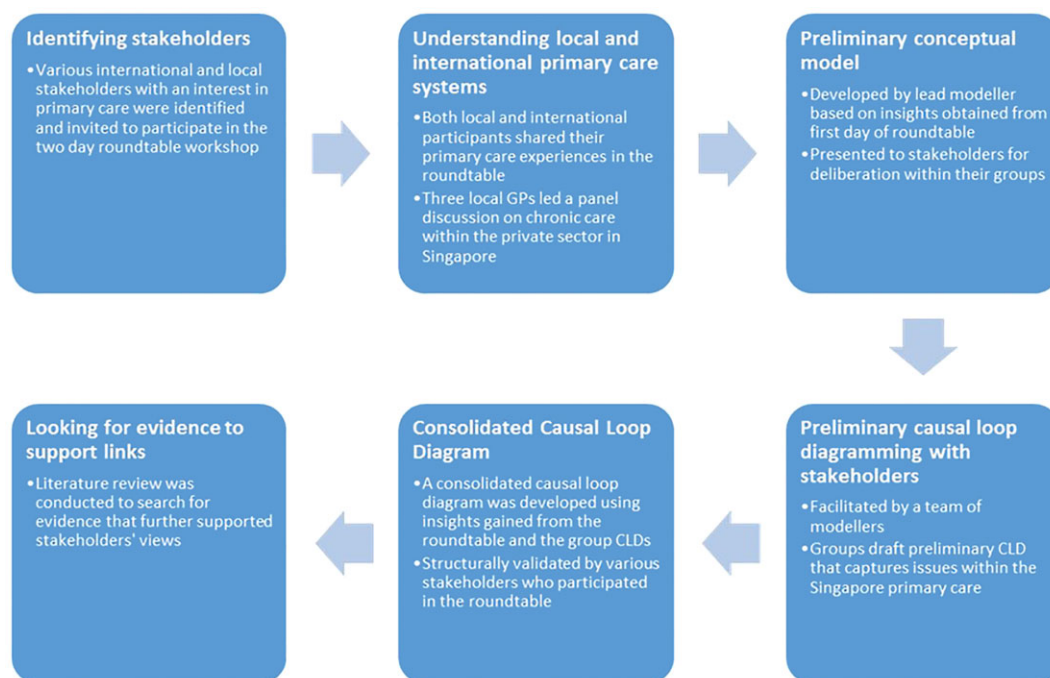 Identifying stakeholders
•Various international and local
stakeholders with an interest in
primary care were identified
and invited to participate in the
two day roundtable workshop
Understanding local and
international primary care
systems
•Both local and international
participants shared their
primary care experiences in the
roundtable
•Three local GPs led a panel
discussion on chronic care
within the private sector in
Singapore
Preliminary conceptual
model
•Developed by lead modeller
based on insights obtained from
first day of roundtable
•Presented to stakeholders for
deliberation within their groups
Preliminary causal loop
diagramming with
stakeholders
•Facilitated by a team of
modellers
•Groups draft preliminary CLD
that captures issues within the
Singapore primary care
Consolidated Causal Loop
Diagram
•A consolidated causal loop
diagram was developed using
insights gained from the
roundtable and the group CLDs
•Structurally validated by various
stakeholders who participated
in the roundtable
Looking for evidence to
support links
•Literature review was
conducted to search for
evidence that further supported
stakeholders' views